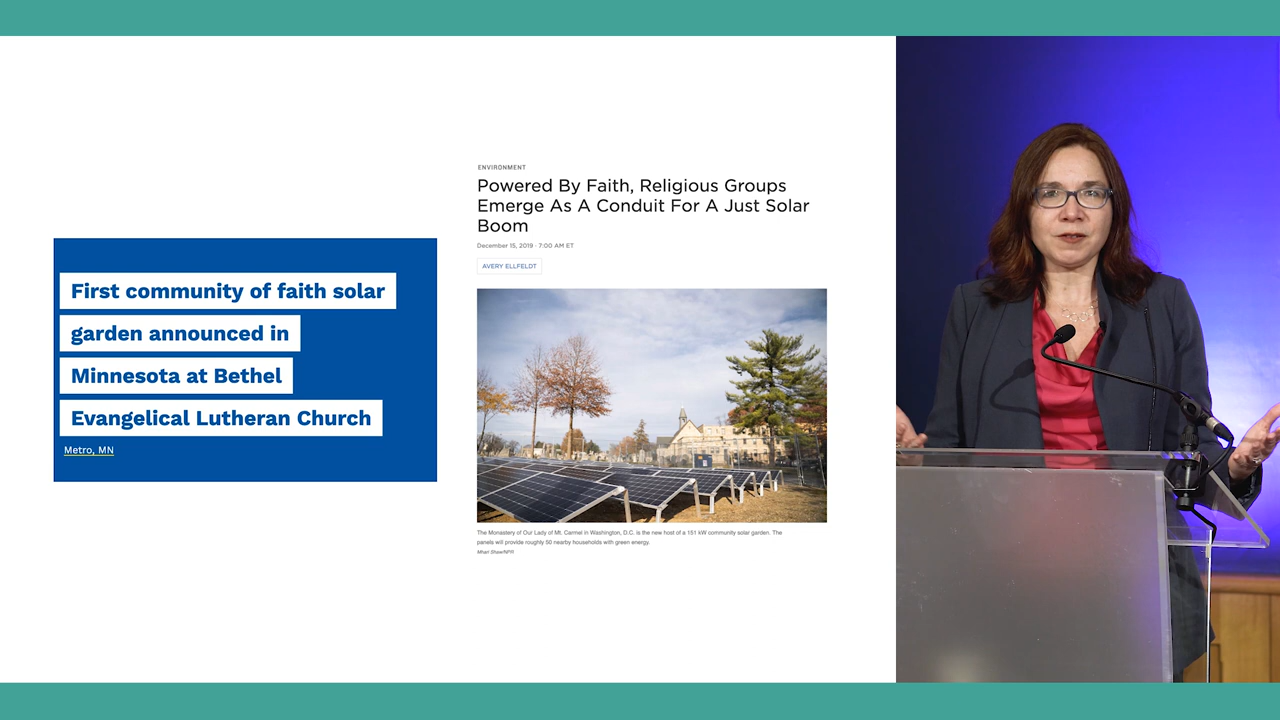 First community of faith solar
garden announced in
Minnesota at Bethel
Evangelical Lutheran Church
Metro, MN
ENVIRONMENT
Powered By Faith, Religious Groups
Emerge As A Conduit For A Just Solar
Boom
December 15, 2019 · 7:00 AM ET
AVERY ELLFELDT
The Monastery of Our Lady of Mt. Carmel in Washington, D.C. is the new host of a 151 kW community solar garden. The
panels will provide roughly 50 nearby households with green energy.
Mhari Shaw/NPR